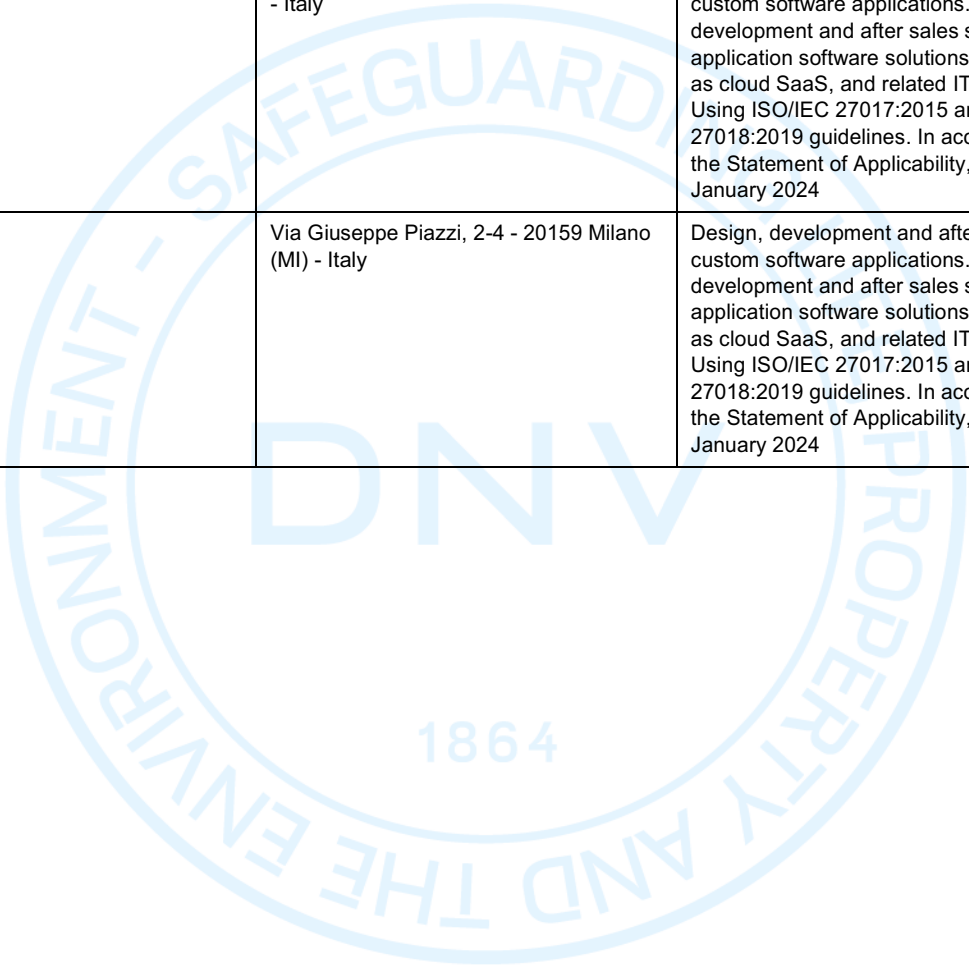 - Italy
custom software applications.
development and after sales s
application software solutions
as cloud SaaS, and related IT
Using ISO/IEC 27017:2015 a
27018:2019 guidelines. In acc
the Statement of Applicability,
January 2024
Via Giuseppe Piazzi, 2-4 - 20159 Milano
(MI) - Italy
Design, development and afte
custom software applications.
development and after sales s
application software solutions
as cloud SaaS, and related IT
Using ISO/IEC 27017:2015 a
27018:2019 guidelines. In acc
the Statement of Applicability,
January 2024
SAFEGUARDING LIFE PROPERTY AND THE ENVIRONMENT -
DNV
1864